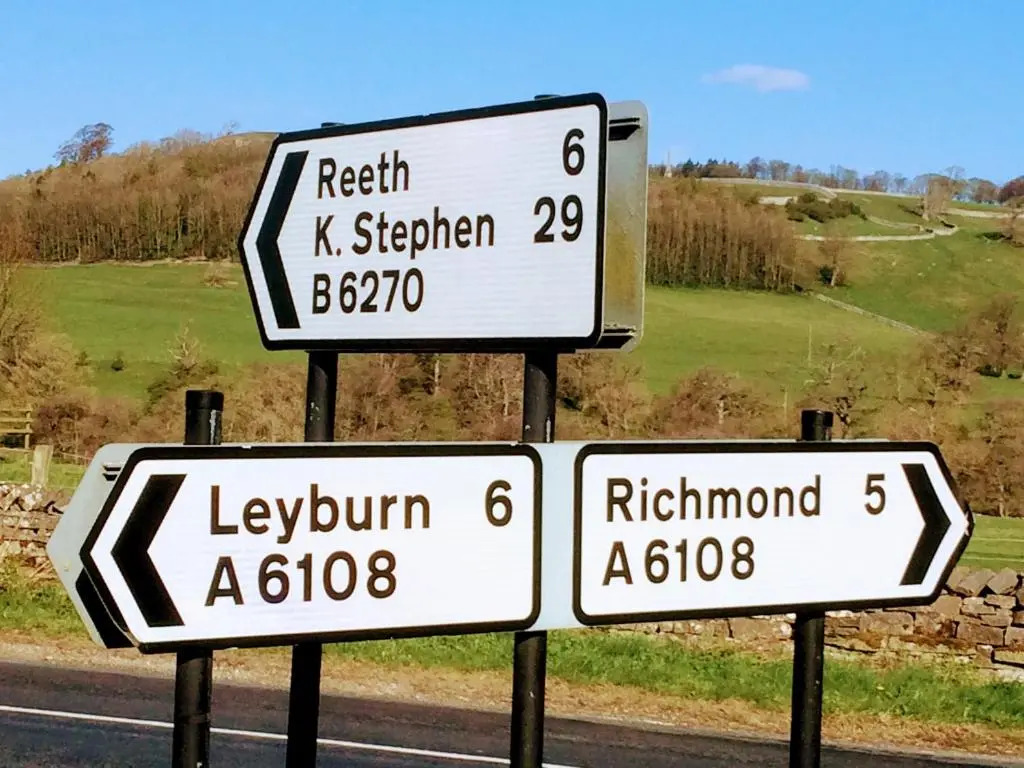 Reeth 6
K. Stephen 29
B6270
Leyburn 6
A6108
Richmond 5
A6108